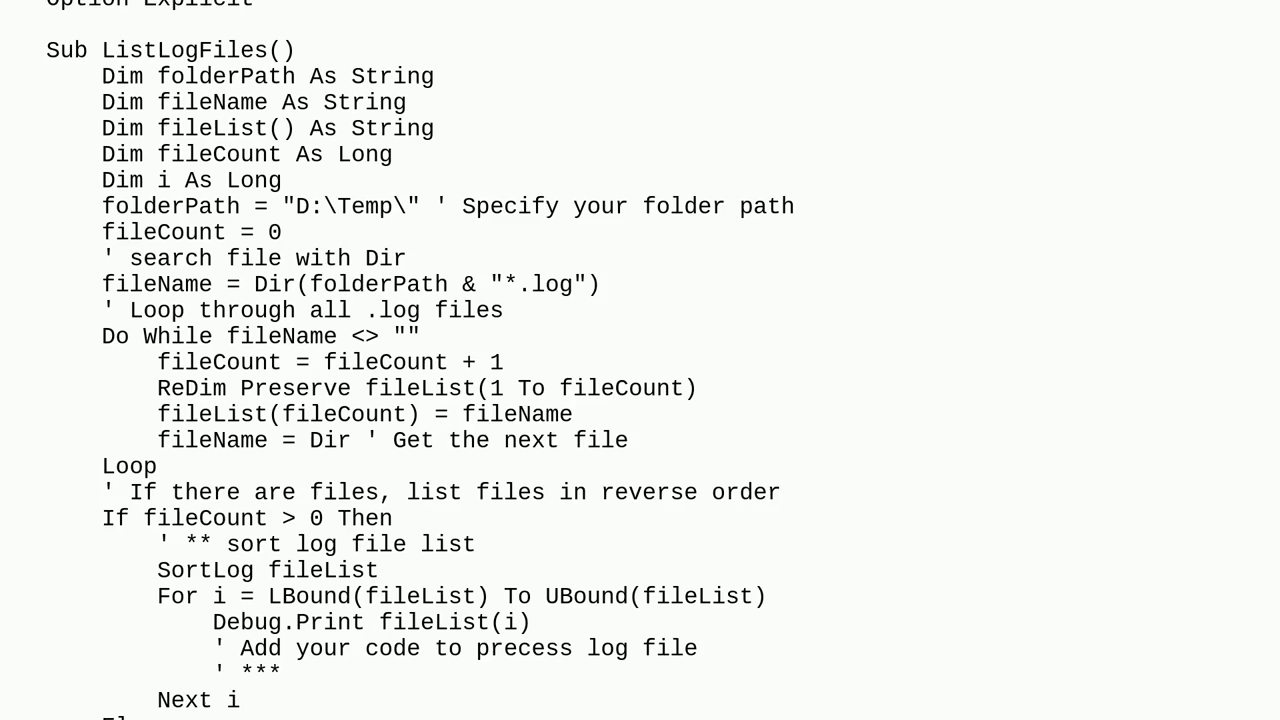 Option Explicit

Sub ListLogFiles()
    Dim folderPath As String
    Dim fileName As String
    Dim fileList() As String
    Dim fileCount As Long
    Dim i As Long
    folderPath = "D:\Temp\" ' Specify your folder path
    fileCount = 0
    ' search file with Dir
    fileName = Dir(folderPath & "*.log")
    ' Loop through all .log files
    Do While fileName <> ""
        fileCount = fileCount + 1
        ReDim Preserve fileList(1 To fileCount)
        fileList(fileCount) = fileName
        fileName = Dir ' Get the next file
    Loop
    ' If there are files, list files in reverse order
    If fileCount > 0 Then
        ' ** sort log file list
        SortLog fileList
        For i = LBound(fileList) To UBound(fileList)
            Debug.Print fileList(i)
            ' Add your code to precess log file
            ' ***
        Next i